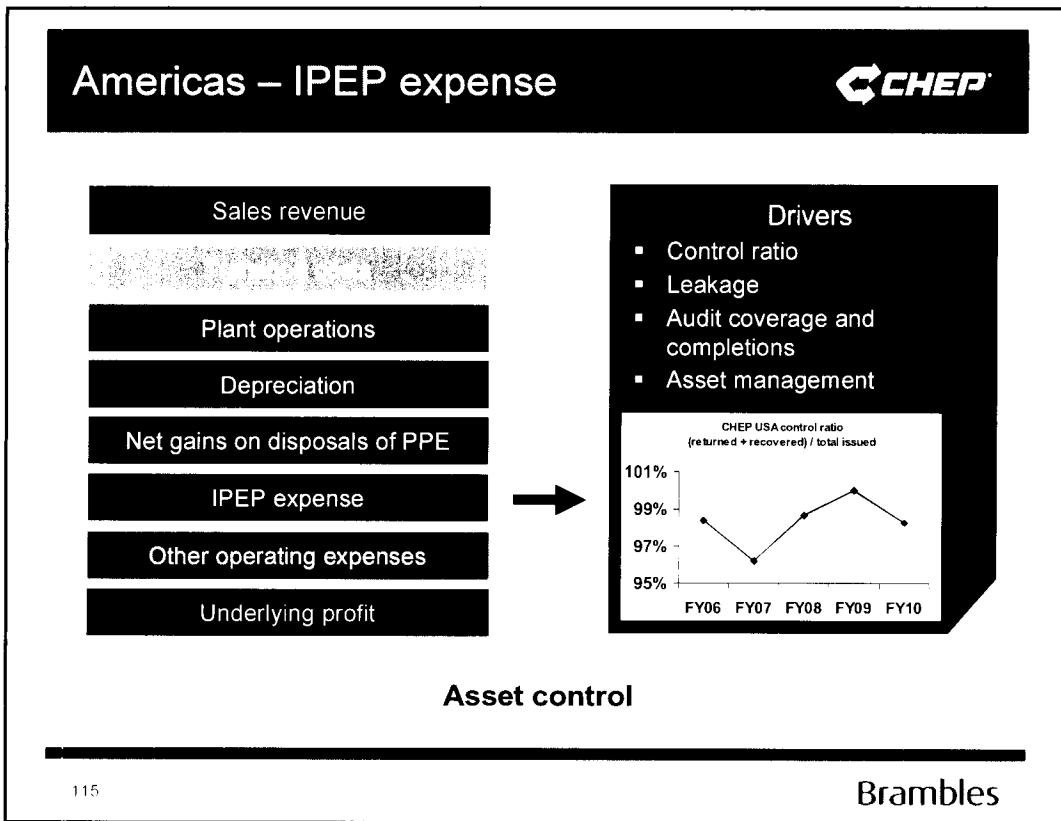 Americas – IPEP expense
CHEP
Sales revenue
Plant operations
Depreciation
Net gains on disposals of PPE
IPEP expense
Other operating expenses
Underlying profit
Drivers
▪ Control ratio
▪ Leakage
▪ Audit coverage and
completions
▪ Asset management
CHEP USA control ratio
(returned + recovered) / total issued
101%
99%
97%
95%
FY06 FY07 FY08 FY09 FY10
Asset control
115
Brambles